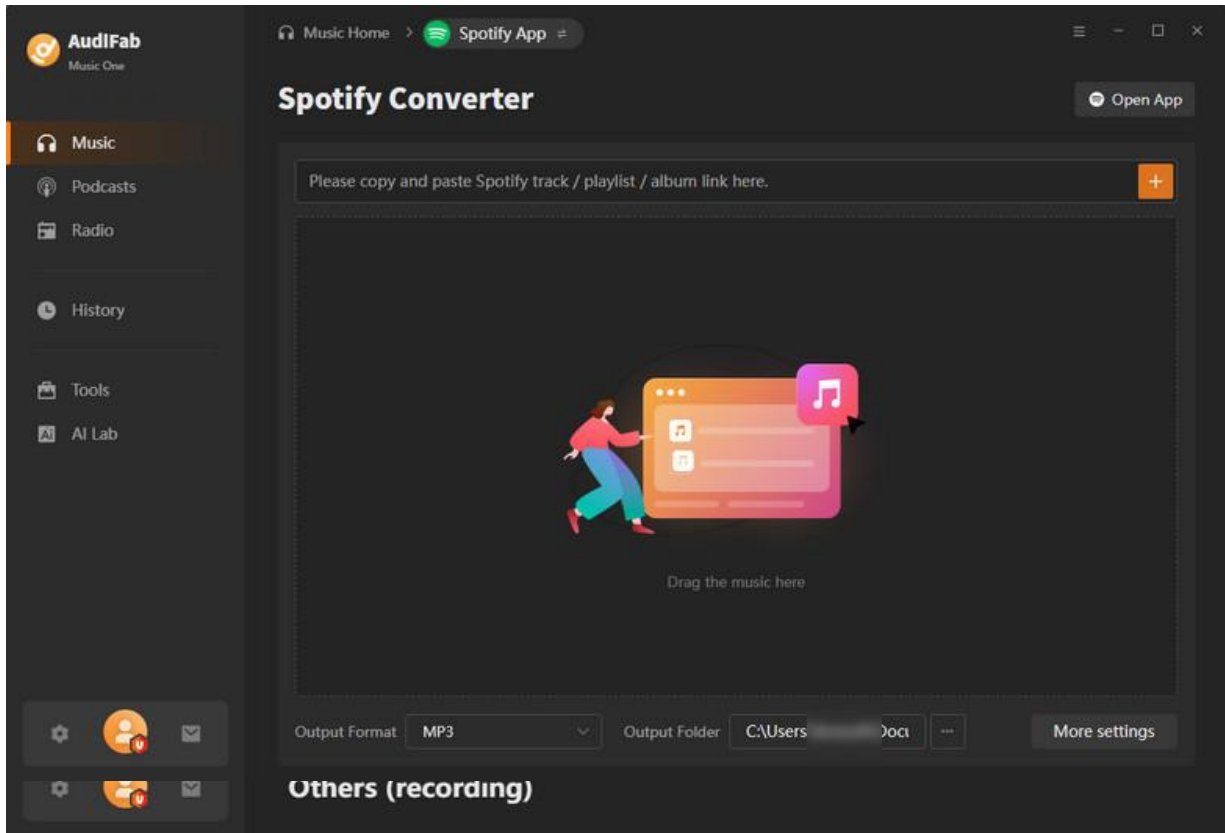 AudiFab
Music One
Music Home > Spotify App
Spotify Converter
Open App
Music
Podcasts
Radio
History
Tools
AI Lab
Please copy and paste Spotify track / playlist / album link here.
Drag the music here
Output Format MP3 Output Folder C:\Users Docu
More settings
Others (recording)